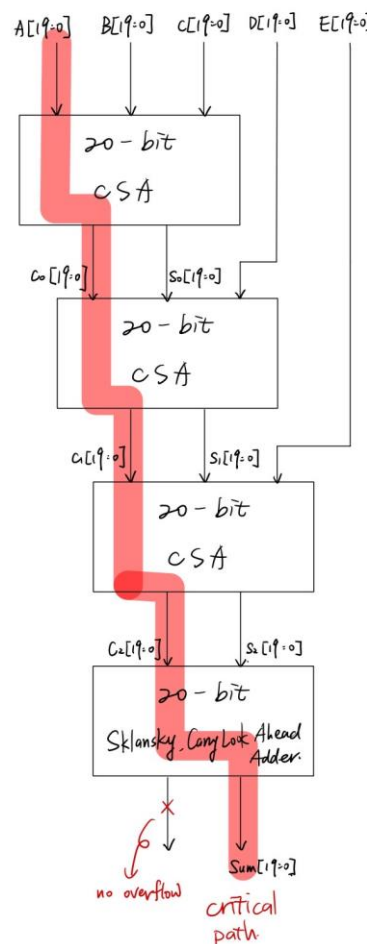 A[19:0] B[19:0] C[19:0] D[19:0] E[19:0]
20-bit
CSA
C0[19:0] S0[19:0]
20-bit
CSA
C1[19:0] S1[19:0]
20-bit
CSA
C2[19:0] S2[19:0]
20-bit
Sklansky, Carry Look Ahead
Adder.
no overflow
Sum[19:0]
critical
path.